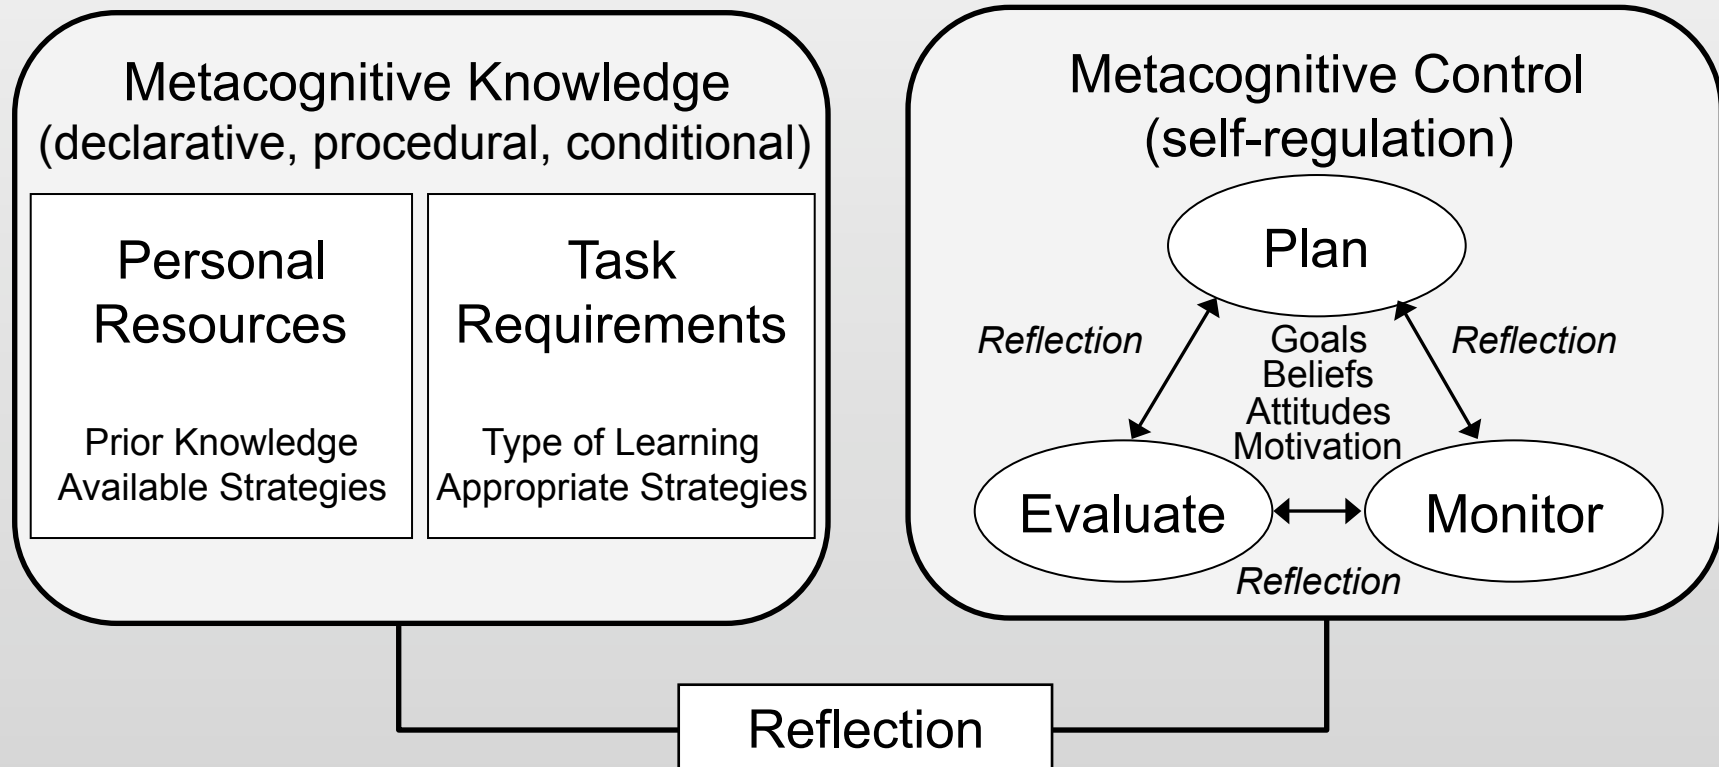 Metacognitive Knowledge
(declarative, procedural, conditional)
Personal
Resources
Prior Knowledge
Available Strategies
Task
Requirements
Type of Learning
Appropriate Strategies
Metacognitive Control
(self-regulation)
Plan
Reflection
Reflection
Goals
Beliefs
Attitudes
Motivation
Evaluate
Monitor
Reflection
Reflection